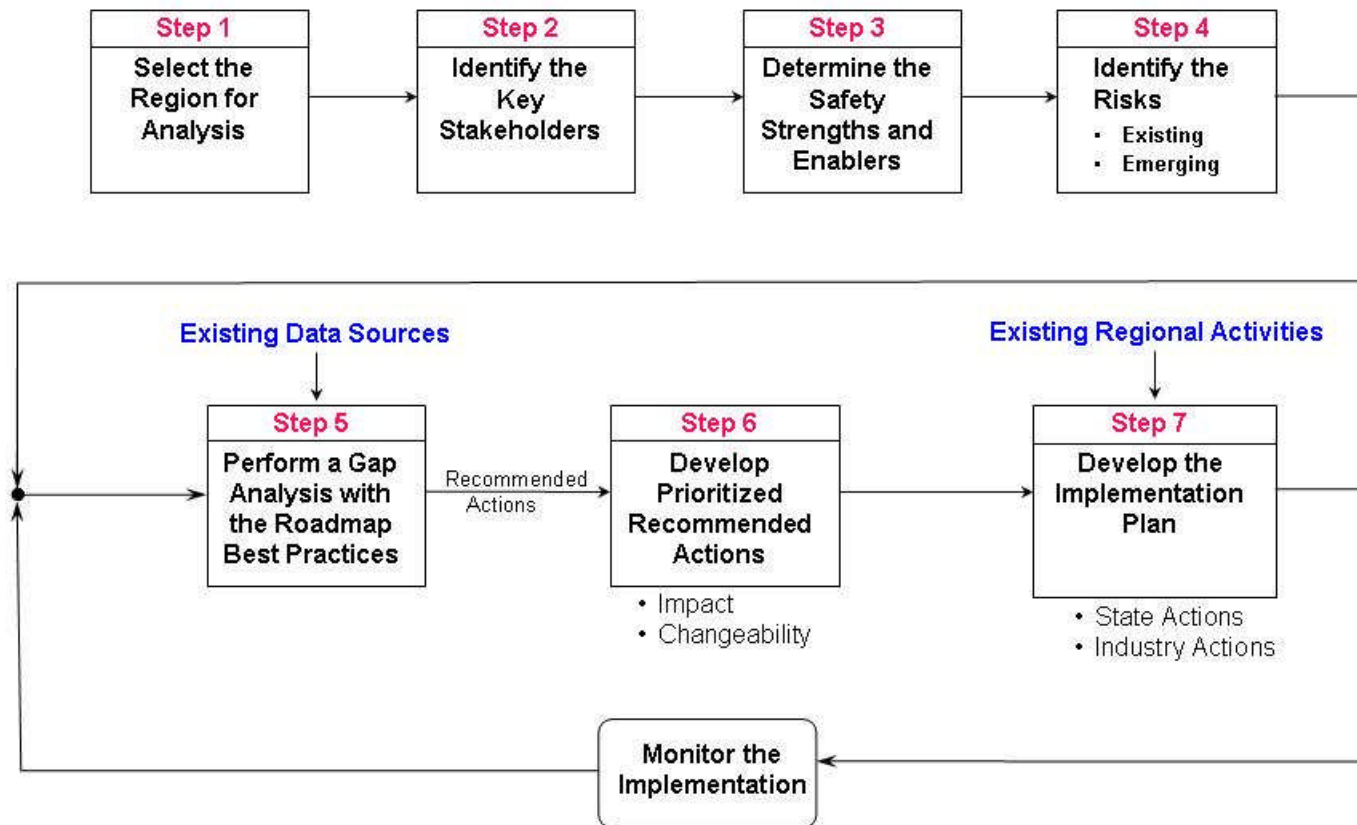 Step 1
Select the
Region for
Analysis
Step 2
Identify the
Key
Stakeholders
Step 3
Determine the
Safety
Strengths and
Enablers
Step 4
Identify the
Risks
▪ Existing
▪ Emerging
Existing Data Sources
Existing Regional Activities
Step 5
Perform a Gap
Analysis with
the Roadmap
Best Practices
Recommended
Actions
Step 6
Develop
Prioritized
Recommended
Actions
• Impact
• Changeability
Step 7
Develop the
Implementation
Plan
• State Actions
• Industry Actions
Monitor the
Implementation